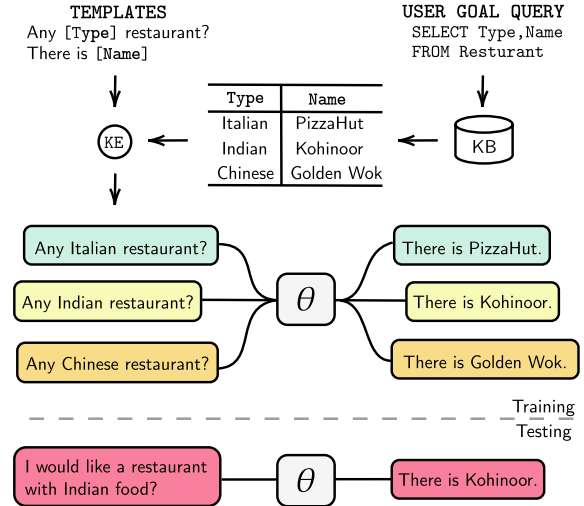 TEMPLATES
Any [Type] restaurant?
There is [Name]
USER GOAL QUERY
SELECT Type,Name
FROM Resturant
Type Name
Italian PizzaHut
Indian Kohinoor
Chinese Golden Wok
KE
KB
Any Italian restaurant?
There is PizzaHut.
Any Indian restaurant?
θ
There is Kohinoor.
Any Chinese restaurant?
There is Golden Wok.
Training
Testing
I would like a restaurant
with Indian food?
θ
There is Kohinoor.